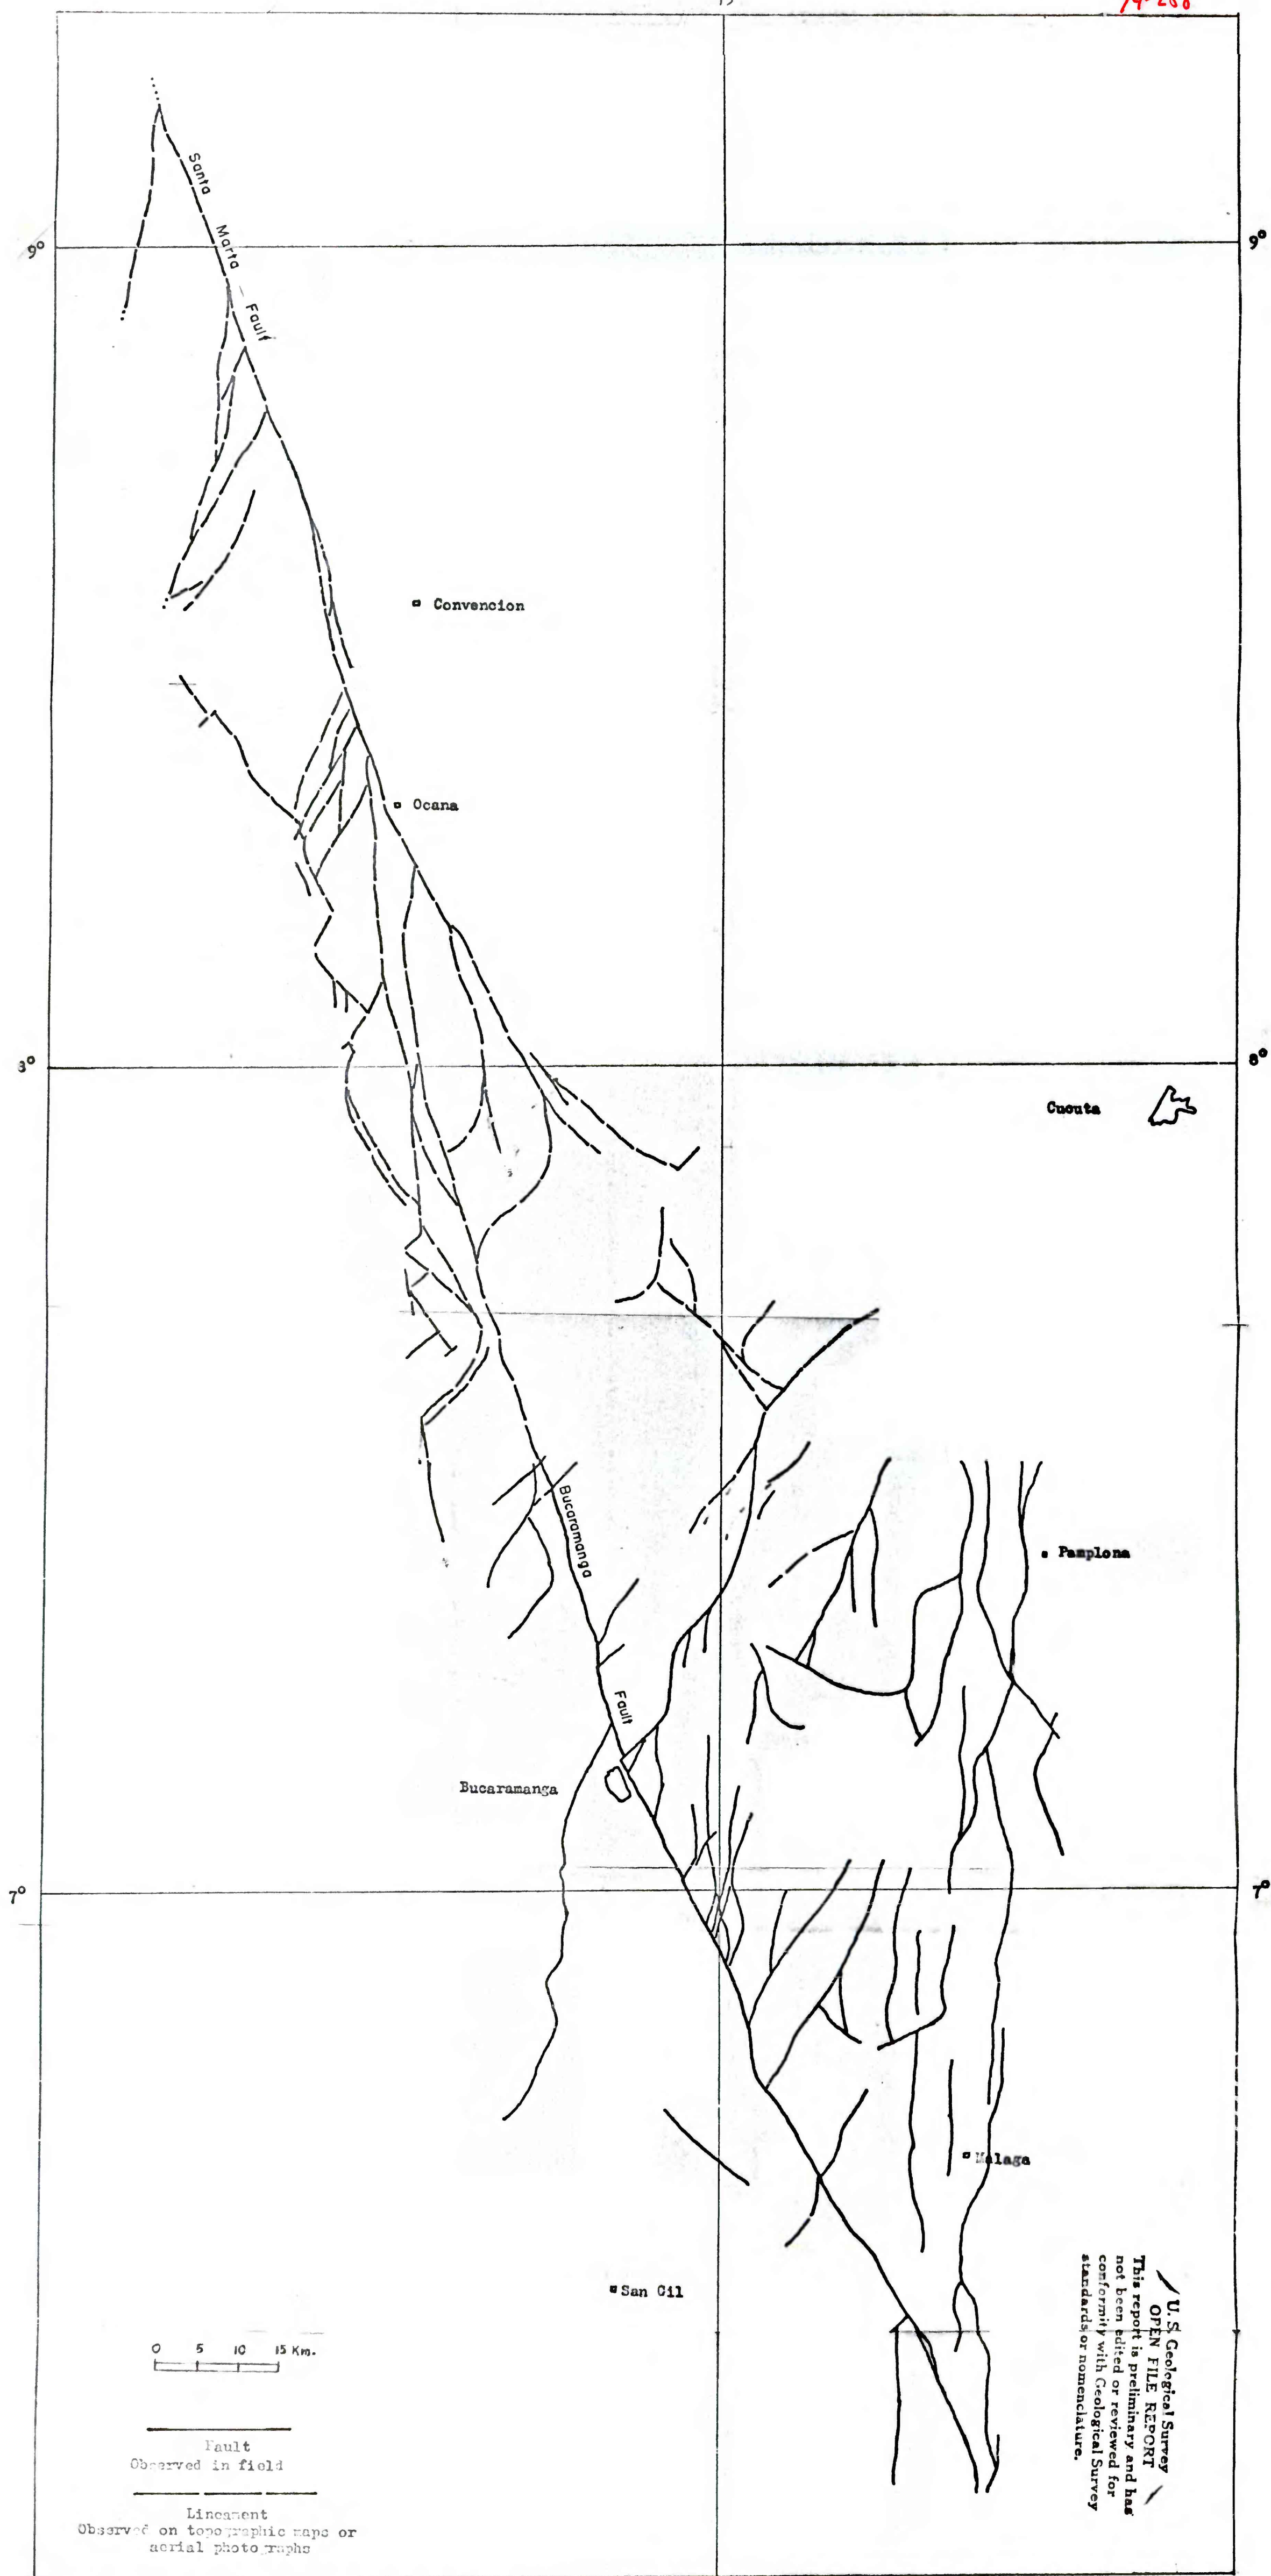 73°
74-206
Santa Marta Fault
9°
9°
Convencion
Ocana
8°
8°
Cucuta
Bucaramanga Fault
Pamplona
Bucaramanga
7°
7°
Malaga
San Gil
U. S. Geological Survey
OPEN FILE REPORT
This report is preliminary and has
not been edited or reviewed for
conformity with Geological Survey
standards or nomenclature.
0 5 10 15 Km.
Fault
Observed in field
Lineament
Observed on topographic maps or
aerial photographs